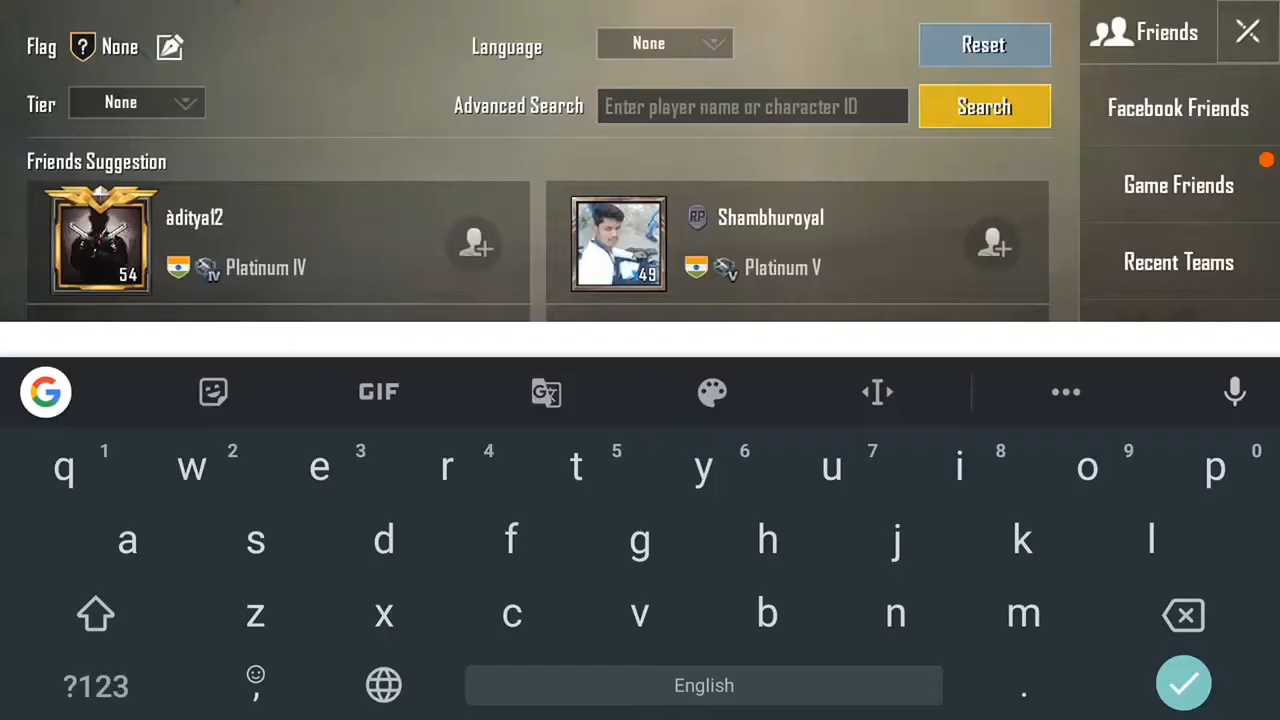 Flag ? None
Language None
Reset
Friends
Tier None
Advanced Search Enter player name or character ID
Search
Facebook Friends
Friends Suggestion
Game Friends
Recent Teams
àditya12
54
IV Platinum IV
RP Shambhuroyal
49
V Platinum V
G GIF G
q 1 w 2 e 3 r 4 t 5 y 6 u 7 i 8 o 9 p 0
a s d f g h j k l
z x c v b n m
?123 , English .